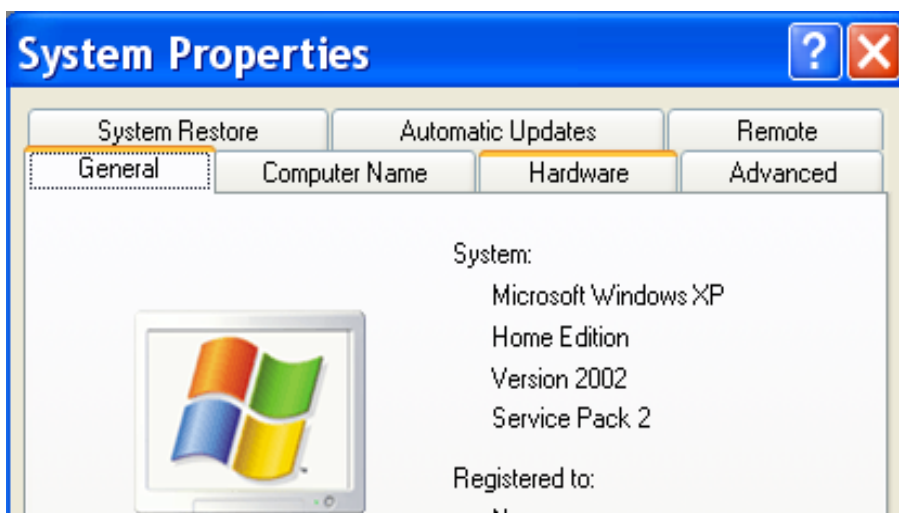 System Properties
System Restore Automatic Updates Remote
General Computer Name Hardware Advanced
System:
Microsoft Windows XP
Home Edition
Version 2002
Service Pack 2
Registered to: